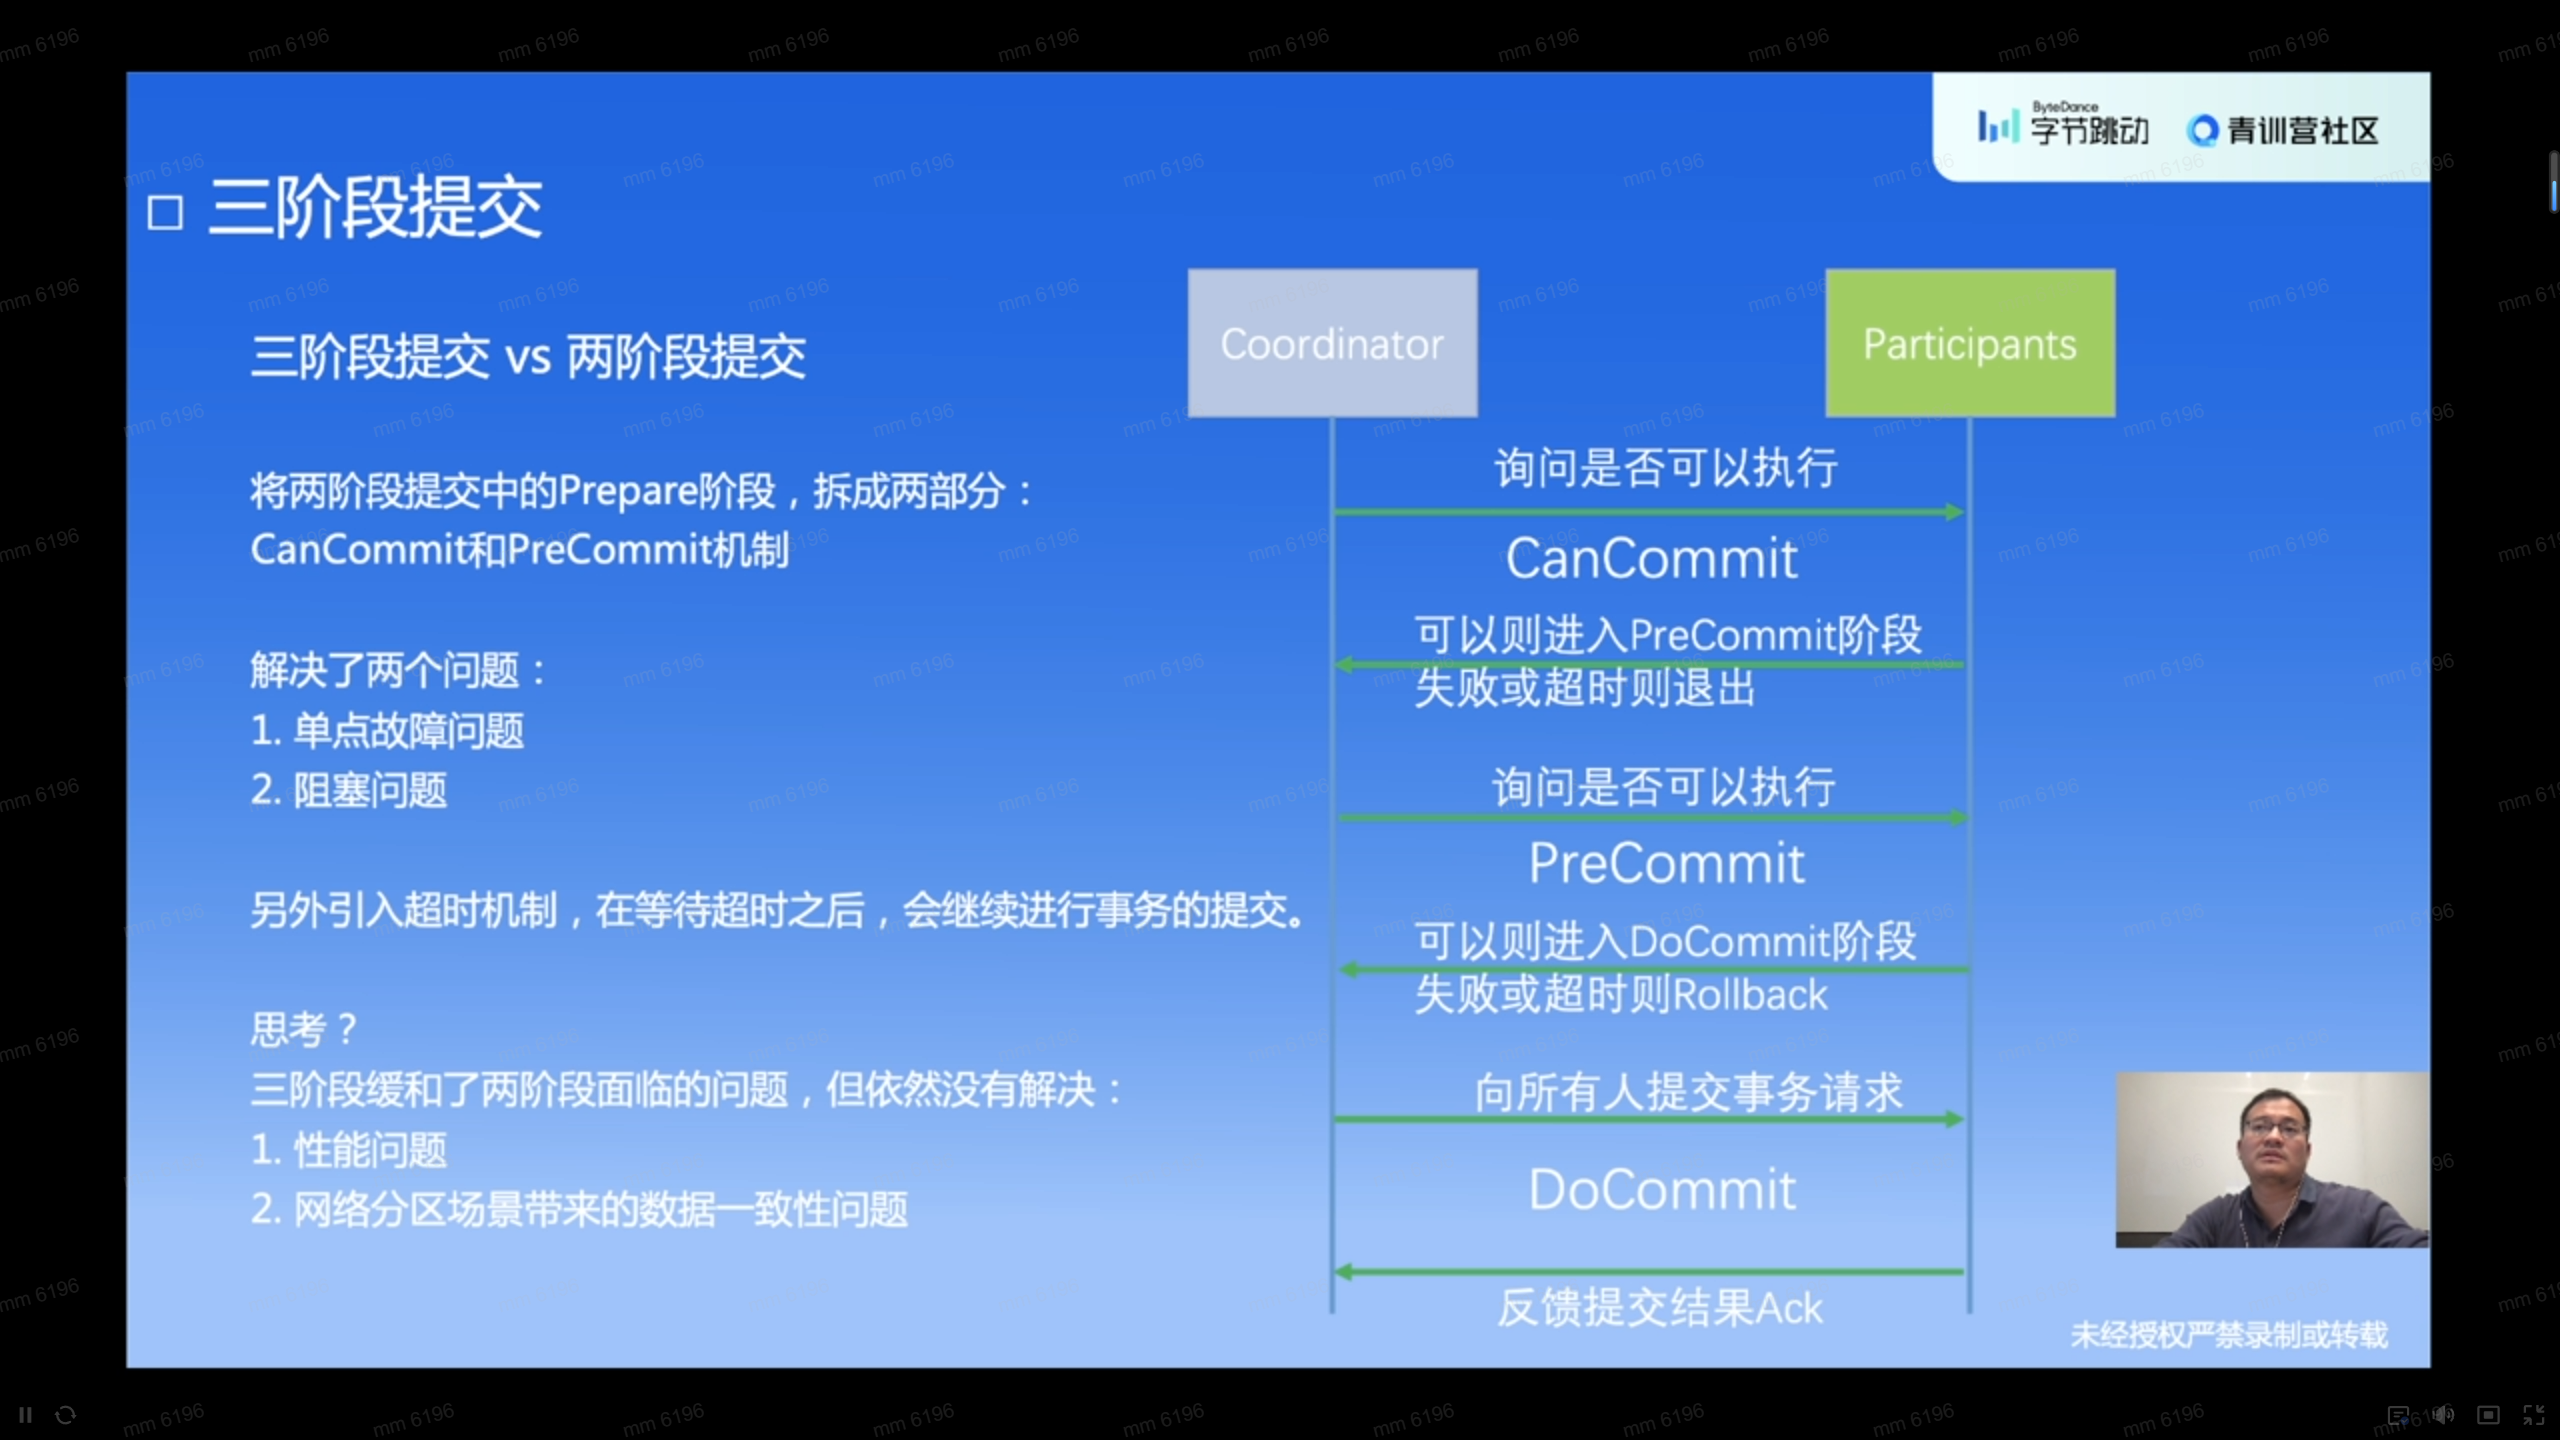 ByteDance
字节跳动 青训营社区
三阶段提交
三阶段提交 vs 两阶段提交
将两阶段提交中的Prepare阶段，拆成两部分：
CanCommit和PreCommit机制
解决了两个问题：
1. 单点故障问题
2. 阻塞问题
另外引入超时机制，在等待超时之后，会继续进行事务的提交。
思考？
三阶段缓和了两阶段面临的问题，但依然没有解决：
1. 性能问题
2. 网络分区场景带来的数据一致性问题
Coordinator
Participants
询问是否可以执行
CanCommit
可以则进入PreCommit阶段
失败或超时则退出
询问是否可以执行
PreCommit
可以则进入DoCommit阶段
失败或超时则Rollback
向所有人提交事务请求
DoCommit
反馈提交结果Ack
未经授权严禁录制或转载
mm 6196